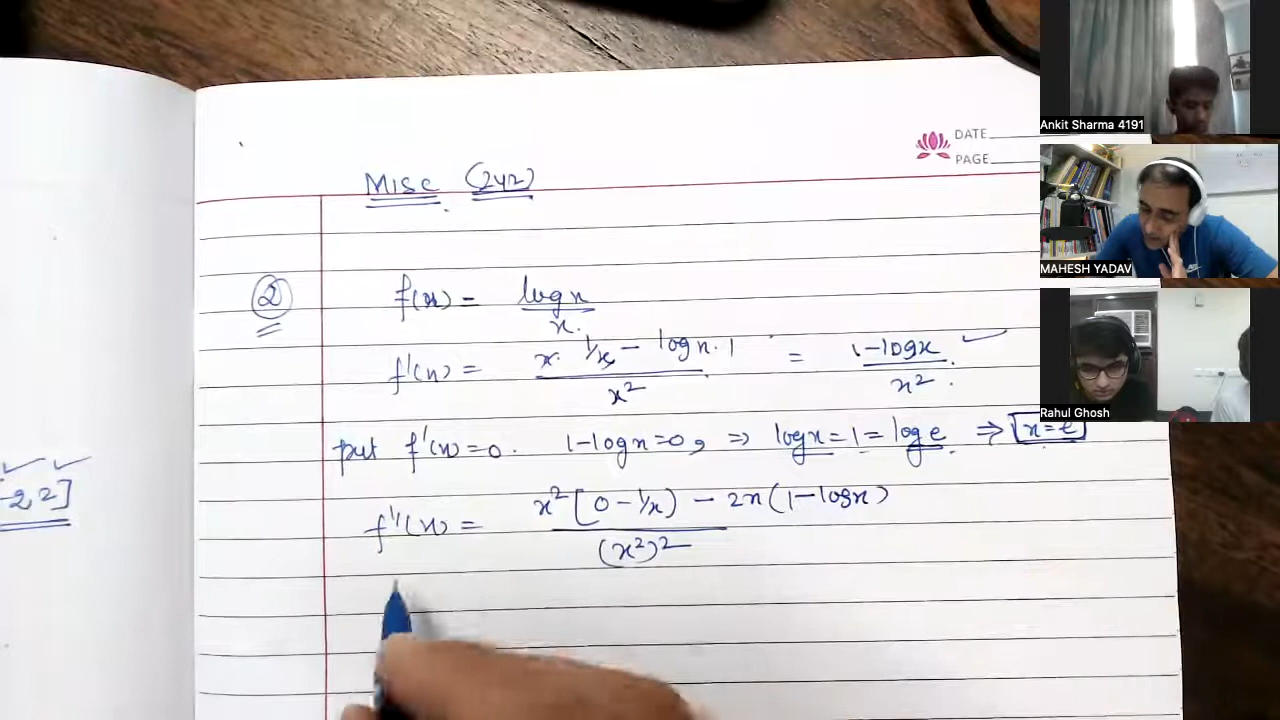 DATE
PAGE
Misc (242)
② f(x) = log x / x
f'(x) = x. 1/x - log x. 1 / x² = 1-log x / x².
put f'(x)=0. 1-log x=0, ⇒ log x=1=log e ⇒ x=e
f''(x) = x²[0-1/x) - 2x(1-log x) / (x²)²
-2 2]
Ankit Sharma 4191
MAHESH YADAV
Rahul Ghosh